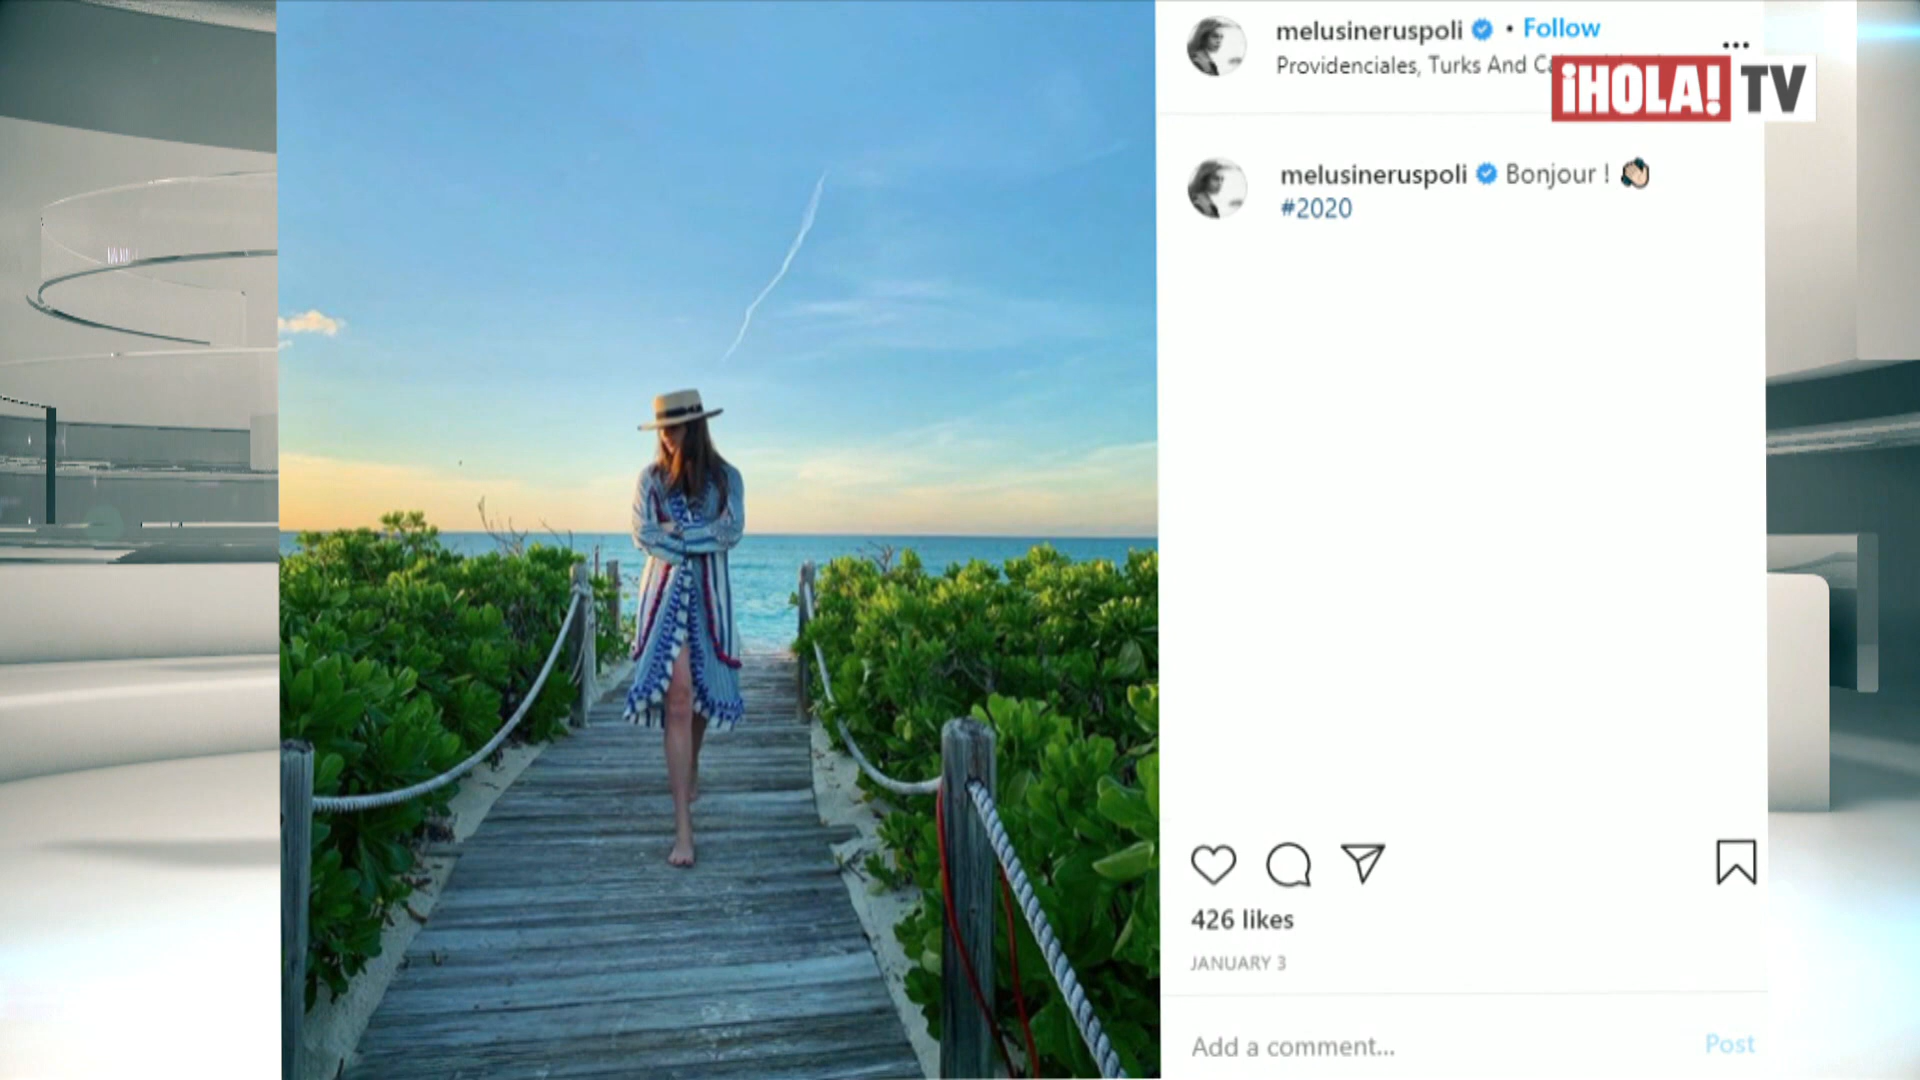 melusineruspoli • Follow
Providenciales, Turks And
¡HOLA! TV
melusineruspoli Bonjour ! 👏🏻
#2020
426 likes
JANUARY 3
Add a comment...
Post